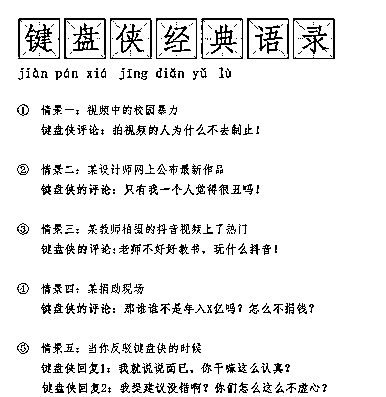 键盘侠经典语录
jiàn pán xiá jīng diǎn yǔ lù
① 情景一：视频中的校园暴力
键盘侠评论：拍视频的人为什么不去制止！
② 情景二：某设计师网上公布最新作品
键盘侠的评论：只有我一个人觉得很丑吗！
③ 情景三：某教师拍摄的抖音视频上了热门
键盘侠的评论：老师不好好教书，玩什么抖音！
④ 情景四：某捐助现场
键盘侠的评论：那谁谁不是年入X亿吗？怎么不捐钱？
⑤ 情景五：当你反驳键盘侠的时候
键盘侠回复1：我就说说而已，你干嘛这么认真？
键盘侠回复2：我提建议没错啊？你们怎么这么不虚心？